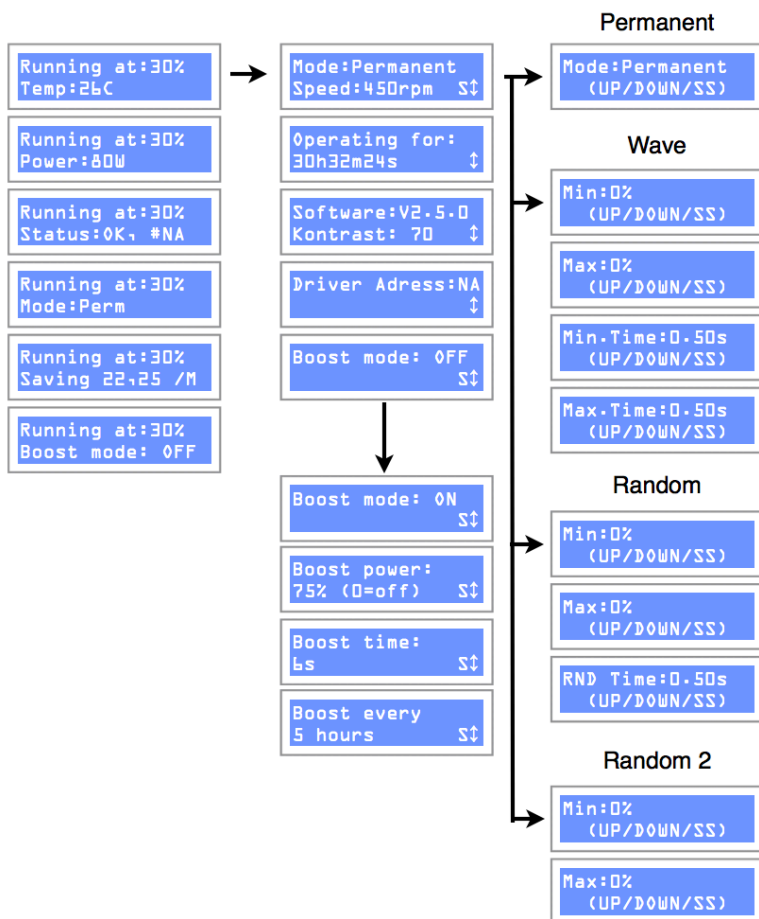 Running at:30%
Temp:26C
Running at:30%
Power:80W
Running at:30%
Status:OK, #NA
Running at:30%
Mode:Perm
Running at:30%
Saving 22,25 /M
Running at:30%
Boost mode: OFF
Mode:Permanent
Speed:450rpm S↕
Operating for:
30h32m24s ↕
Software:V2.5.0
Kontrast: 70 ↕
Driver Adress:NA
↕
Boost mode: OFF
S↕
Boost mode: ON
S↕
Boost power:
75% (0=off) S↕
Boost time:
6s S↕
Boost every
5 hours S↕
Permanent
Mode:Permanent
(UP/DOWN/SS)
Wave
Min:0%
(UP/DOWN/SS)
Max:0%
(UP/DOWN/SS)
Min.Time:0.50s
(UP/DOWN/SS)
Max.Time:0.50s
(UP/DOWN/SS)
Random
Min:0%
(UP/DOWN/SS)
Max:0%
(UP/DOWN/SS)
RND Time:0.50s
(UP/DOWN/SS)
Random 2
Min:0%
(UP/DOWN/SS)
Max:0%
(UP/DOWN/SS)